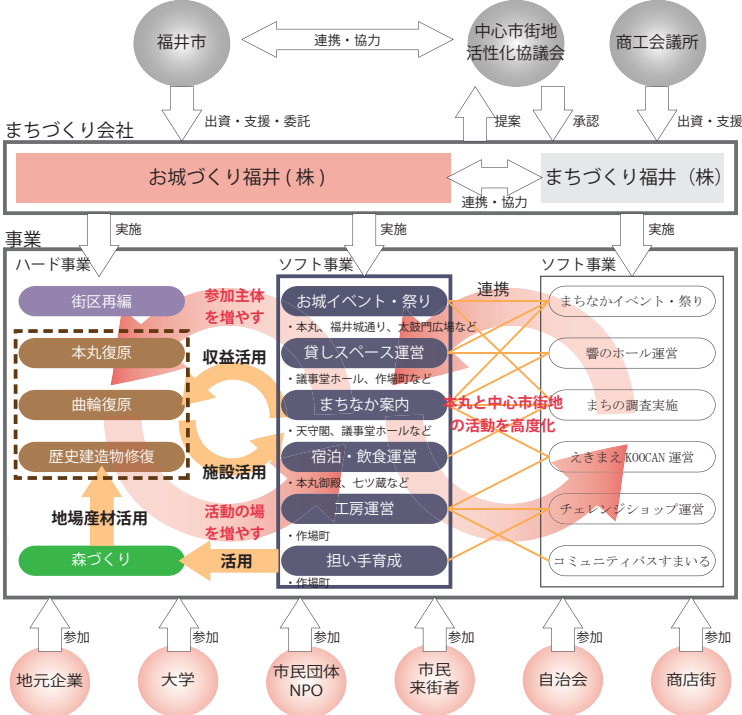 福井市
連携・協力
中心市街地
活性化協議会
商工会議所
出資・支援・委託
提案
承認
出資・支援
まちづくり会社
お城づくり福井(株)
連携・協力
まちづくり福井(株)
実施
実施
実施
事業
ハード事業
ソフト事業
ソフト事業
街区再編
参加主体
を増やす
お城イベント・祭り
連携
まちなかイベント・祭り
・本丸、福井城通り、太鼓門広場など
本丸復原
収益活用
貸しスペース運営
響のホール運営
・議事堂ホール、作場町など
曲輪復原
まちなか案内
本丸と中心市街地
の活動を高度化
まちの調査実施
・天守閣、議事堂ホールなど
歴史建造物修復
施設活用
宿泊・飲食運営
えきまえKOOCAN運営
・本丸御殿、七ツ蔵など
地場産材活用
活動の場
を増やす
工房運営
チェレンジショップ運営
・作場町
森づくり
活用
担い手育成
コミュニティバスすまいる
・作場町
参加
参加
参加
参加
参加
参加
地元企業
大学
市民団体
NPO
市民
来街者
自治会
商店街